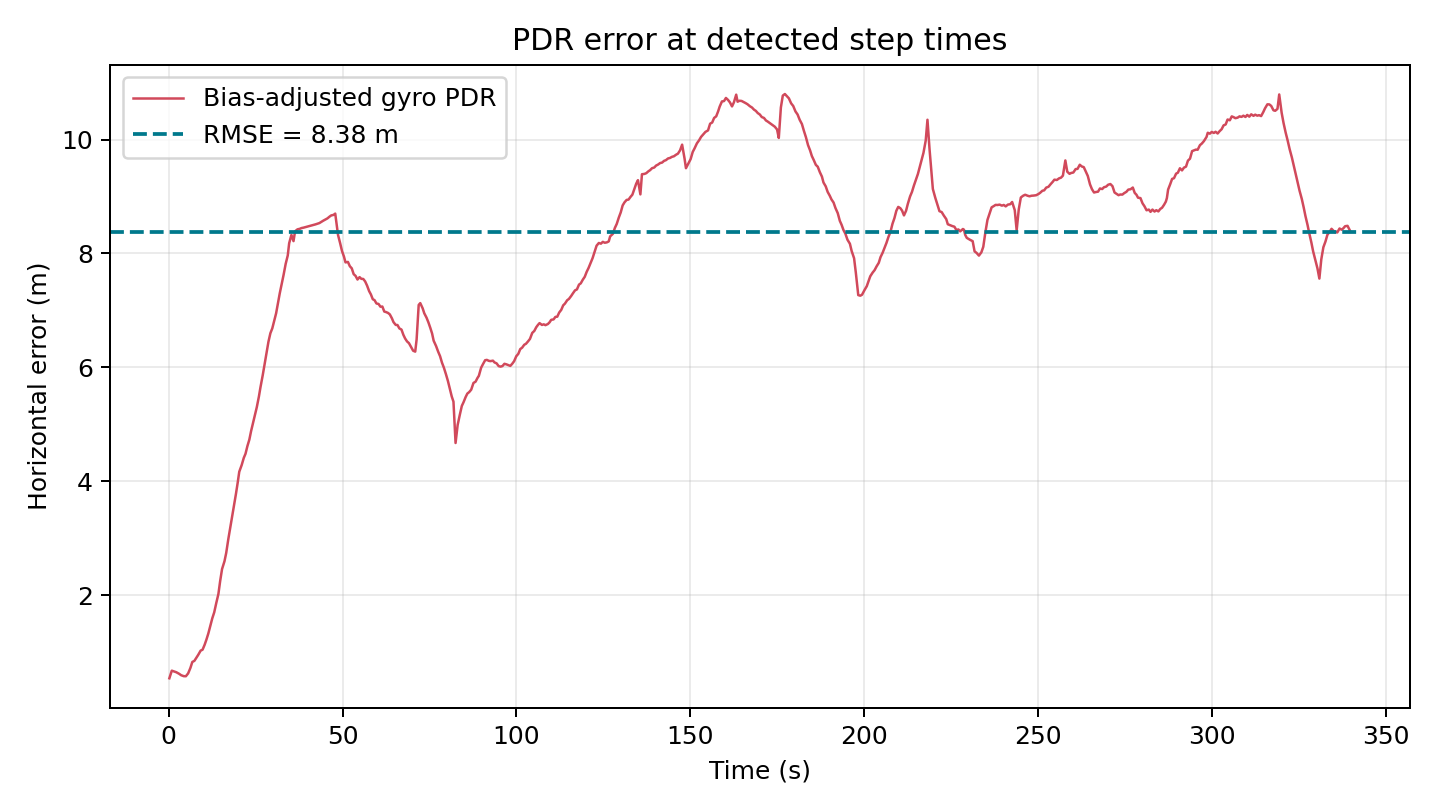 PDR error at detected step times
Bias-adjusted gyro PDR
RMSE = 8.38 m
Horizontal error (m)
10
8
6
4
2
0 50 100 150 200 250 300 350
Time (s)